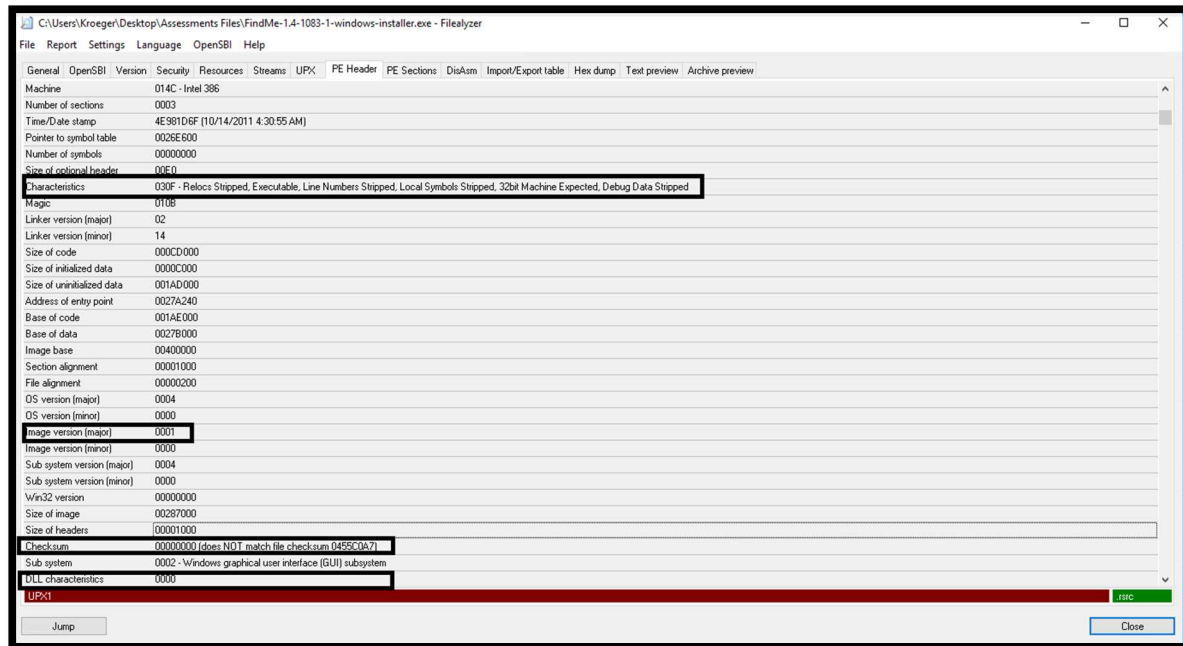 C:\Users\Kroeger\Desktop\Assessments Files\FindMe-1.4-1083-1-windows-installer.exe - Filealyzer
File Report Settings Language OpenSBI Help
General OpenSBI Version Security Resources Streams UPX PE Header PE Sections DisAsm Import/Export table Hex dump Text preview Archive preview
Machine 014C - Intel 386
Number of sections 0003
Time/Date stamp 4E981D6F (10/14/2011 4:30:55 AM)
Pointer to symbol table 0026E600
Number of symbols 00000000
Size of optional header 00E0
Characteristics 030F - Relocs Stripped, Executable, Line Numbers Stripped, Local Symbols Stripped, 32bit Machine Expected, Debug Data Stripped
Magic 010B
Linker version (major) 02
Linker version (minor) 14
Size of code 000CD000
Size of initialized data 0000C000
Size of uninitialized data 001AD000
Address of entry point 0027A240
Base of code 001AE000
Base of data 0027B000
Image base 00400000
Section alignment 00001000
File alignment 00000200
OS version (major) 0004
OS version (minor) 0000
Image version (major) 0001
Image version (minor) 0000
Sub system version (major) 0004
Sub system version (minor) 0000
Win32 version 00000000
Size of image 00287000
Size of headers 00001000
Checksum 00000000 (does NOT match file checksum 0455C0A7)
Sub system 0002 - Windows graphical user interface (GUI) subsystem
DLL characteristics 0000
UPX1 .rsrc
Jump Close